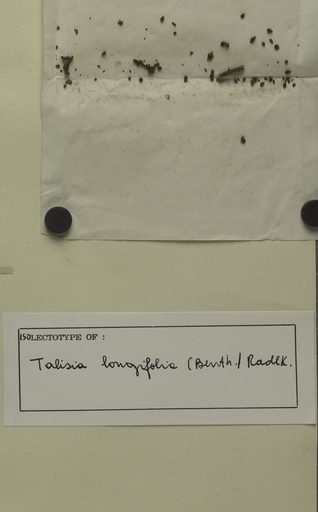 ISOLECTOTYPE OF :
Talisia longifolia (Benth.) Radlk.